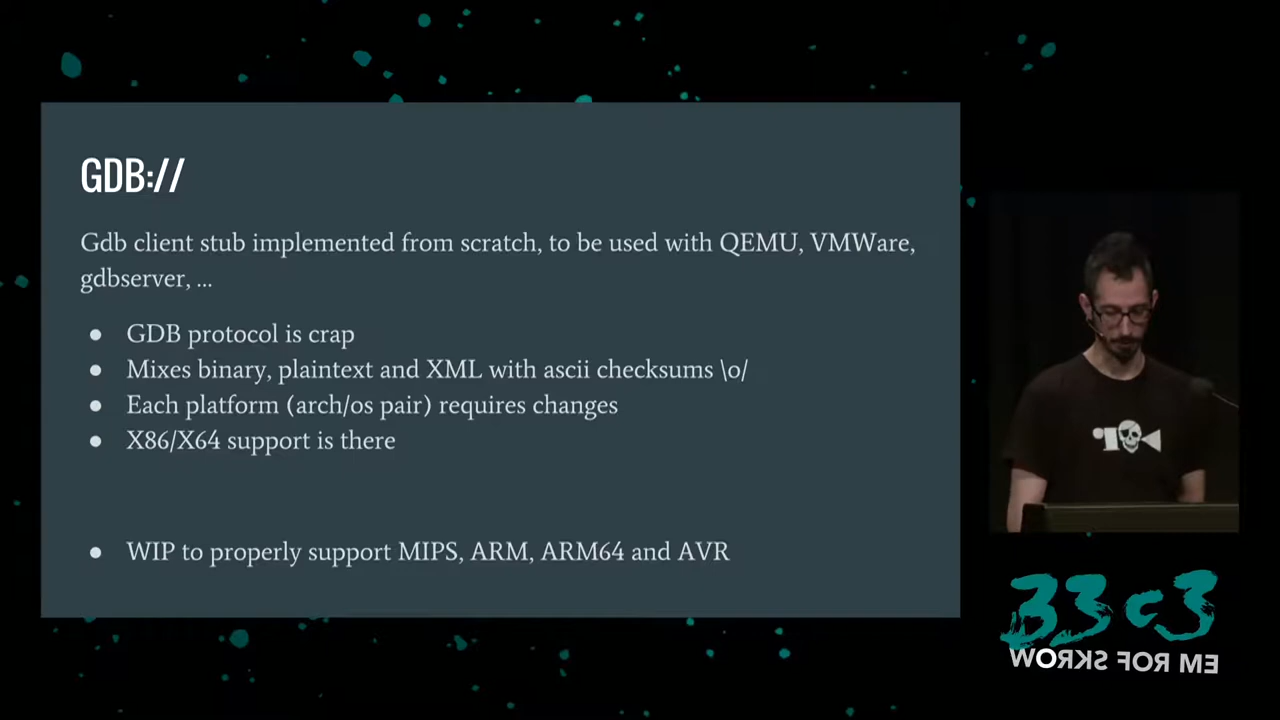 GDB://
Gdb client stub implemented from scratch, to be used with QEMU, VMWare,
gdbserver, ...
● GDB protocol is crap
● Mixes binary, plaintext and XML with ascii checksums \o/
● Each platform (arch/os pair) requires changes
● X86/X64 support is there
● WIP to properly support MIPS, ARM, ARM64 and AVR
33c3
WORKS FOR ME